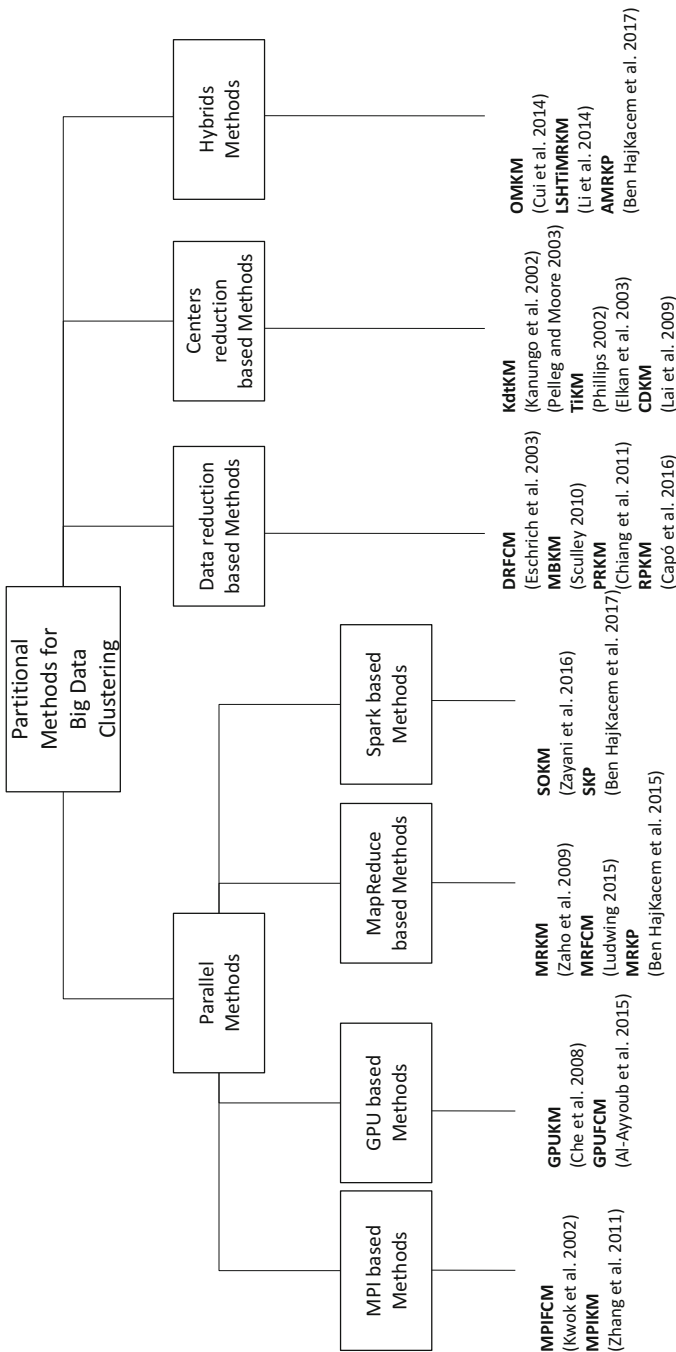 Partitional
Methods for
Big Data
Clustering
Parallel
Methods
Data reduction
based Methods
Centers
reduction
based Methods
Hybrids
Methods
MPI based
Methods
GPU based
Methods
MapReduce
based Methods
Spark based
Methods
MPIFCM
(Kwok et al. 2002)
MPIKM
(Zhang et al. 2011)
GPUKM
(Che et al. 2008)
GPUFCM
(Al-Ayyoub et al. 2015)
MRKM
(Zaho et al. 2009)
MRFCM
(Ludwing 2015)
MRKP
(Ben HajKacem et al. 2015)
SOKM
(Zayani et al. 2016)
SKP
(Ben HajKacem et al. 2017)
DRFCM
(Eschrich et al. 2003)
MBKM
(Sculley 2010)
PRKM
(Chiang et al. 2011)
RPKM
(Capó et al. 2016)
KdtKM
(Kanungo et al. 2002)
(Pelleg and Moore 2003)
TiKM
(Phillips 2002)
(Elkan et al. 2003)
CDKM
(Lai et al. 2009)
OMKM
(Cui et al. 2014)
LSHTiMRKM
(Li et al. 2014)
AMRKP
(Ben HajKacem et al. 2017)